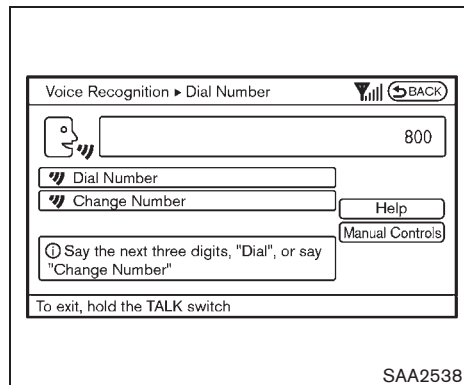 Voice Recognition ▸ Dial Number
BACK
800
Dial Number
Change Number
Help
Manual Controls
Say the next three digits, "Dial", or say
"Change Number"
To exit, hold the TALK switch
SAA2538